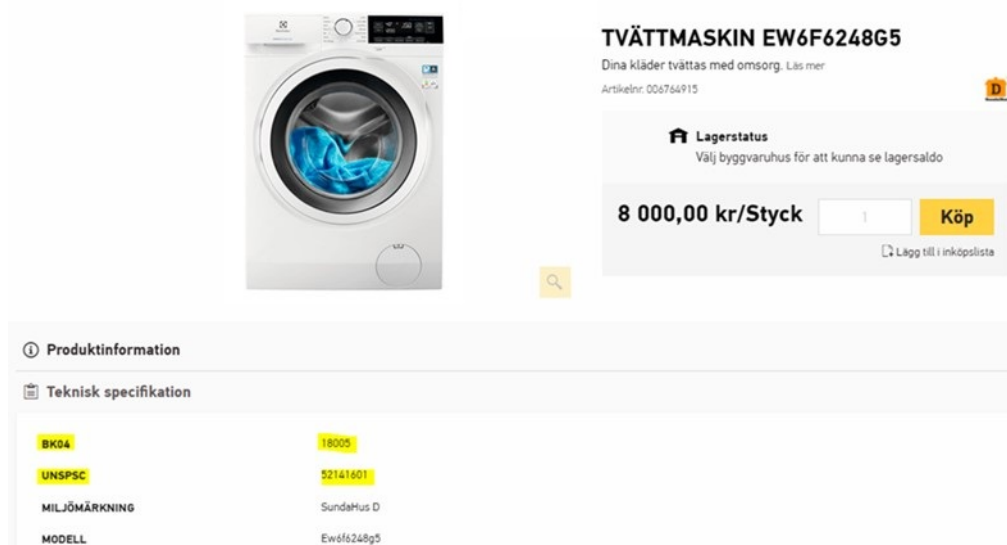 TVÄTTMASKIN EW6F6248G5
Dina kläder tvättas med omsorg. Läs mer
Artikelnr. 006764915
D
Lagerstatus
Välj byggvaruhus för att kunna se lagersaldo
8 000,00 kr/Styck
1
Köp
Lägg till i inköpslista
Produktinformation
Teknisk specifikation
BK04 18005
UNSPSC 52141601
MILJÖMÄRKNING SundaHus D
MODELL Ew6f6248g5